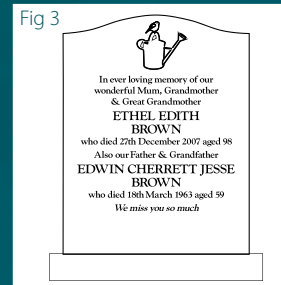 Fig 3
In ever loving memory of our
wonderful Mum, Grandmother
& Great Grandmother
ETHEL EDITH
BROWN
who died 27th December 2007 aged 98
Also our Father & Grandfather
EDWIN CHERRETT JESSE
BROWN
who died 18th March 1963 aged 59
We miss you so much